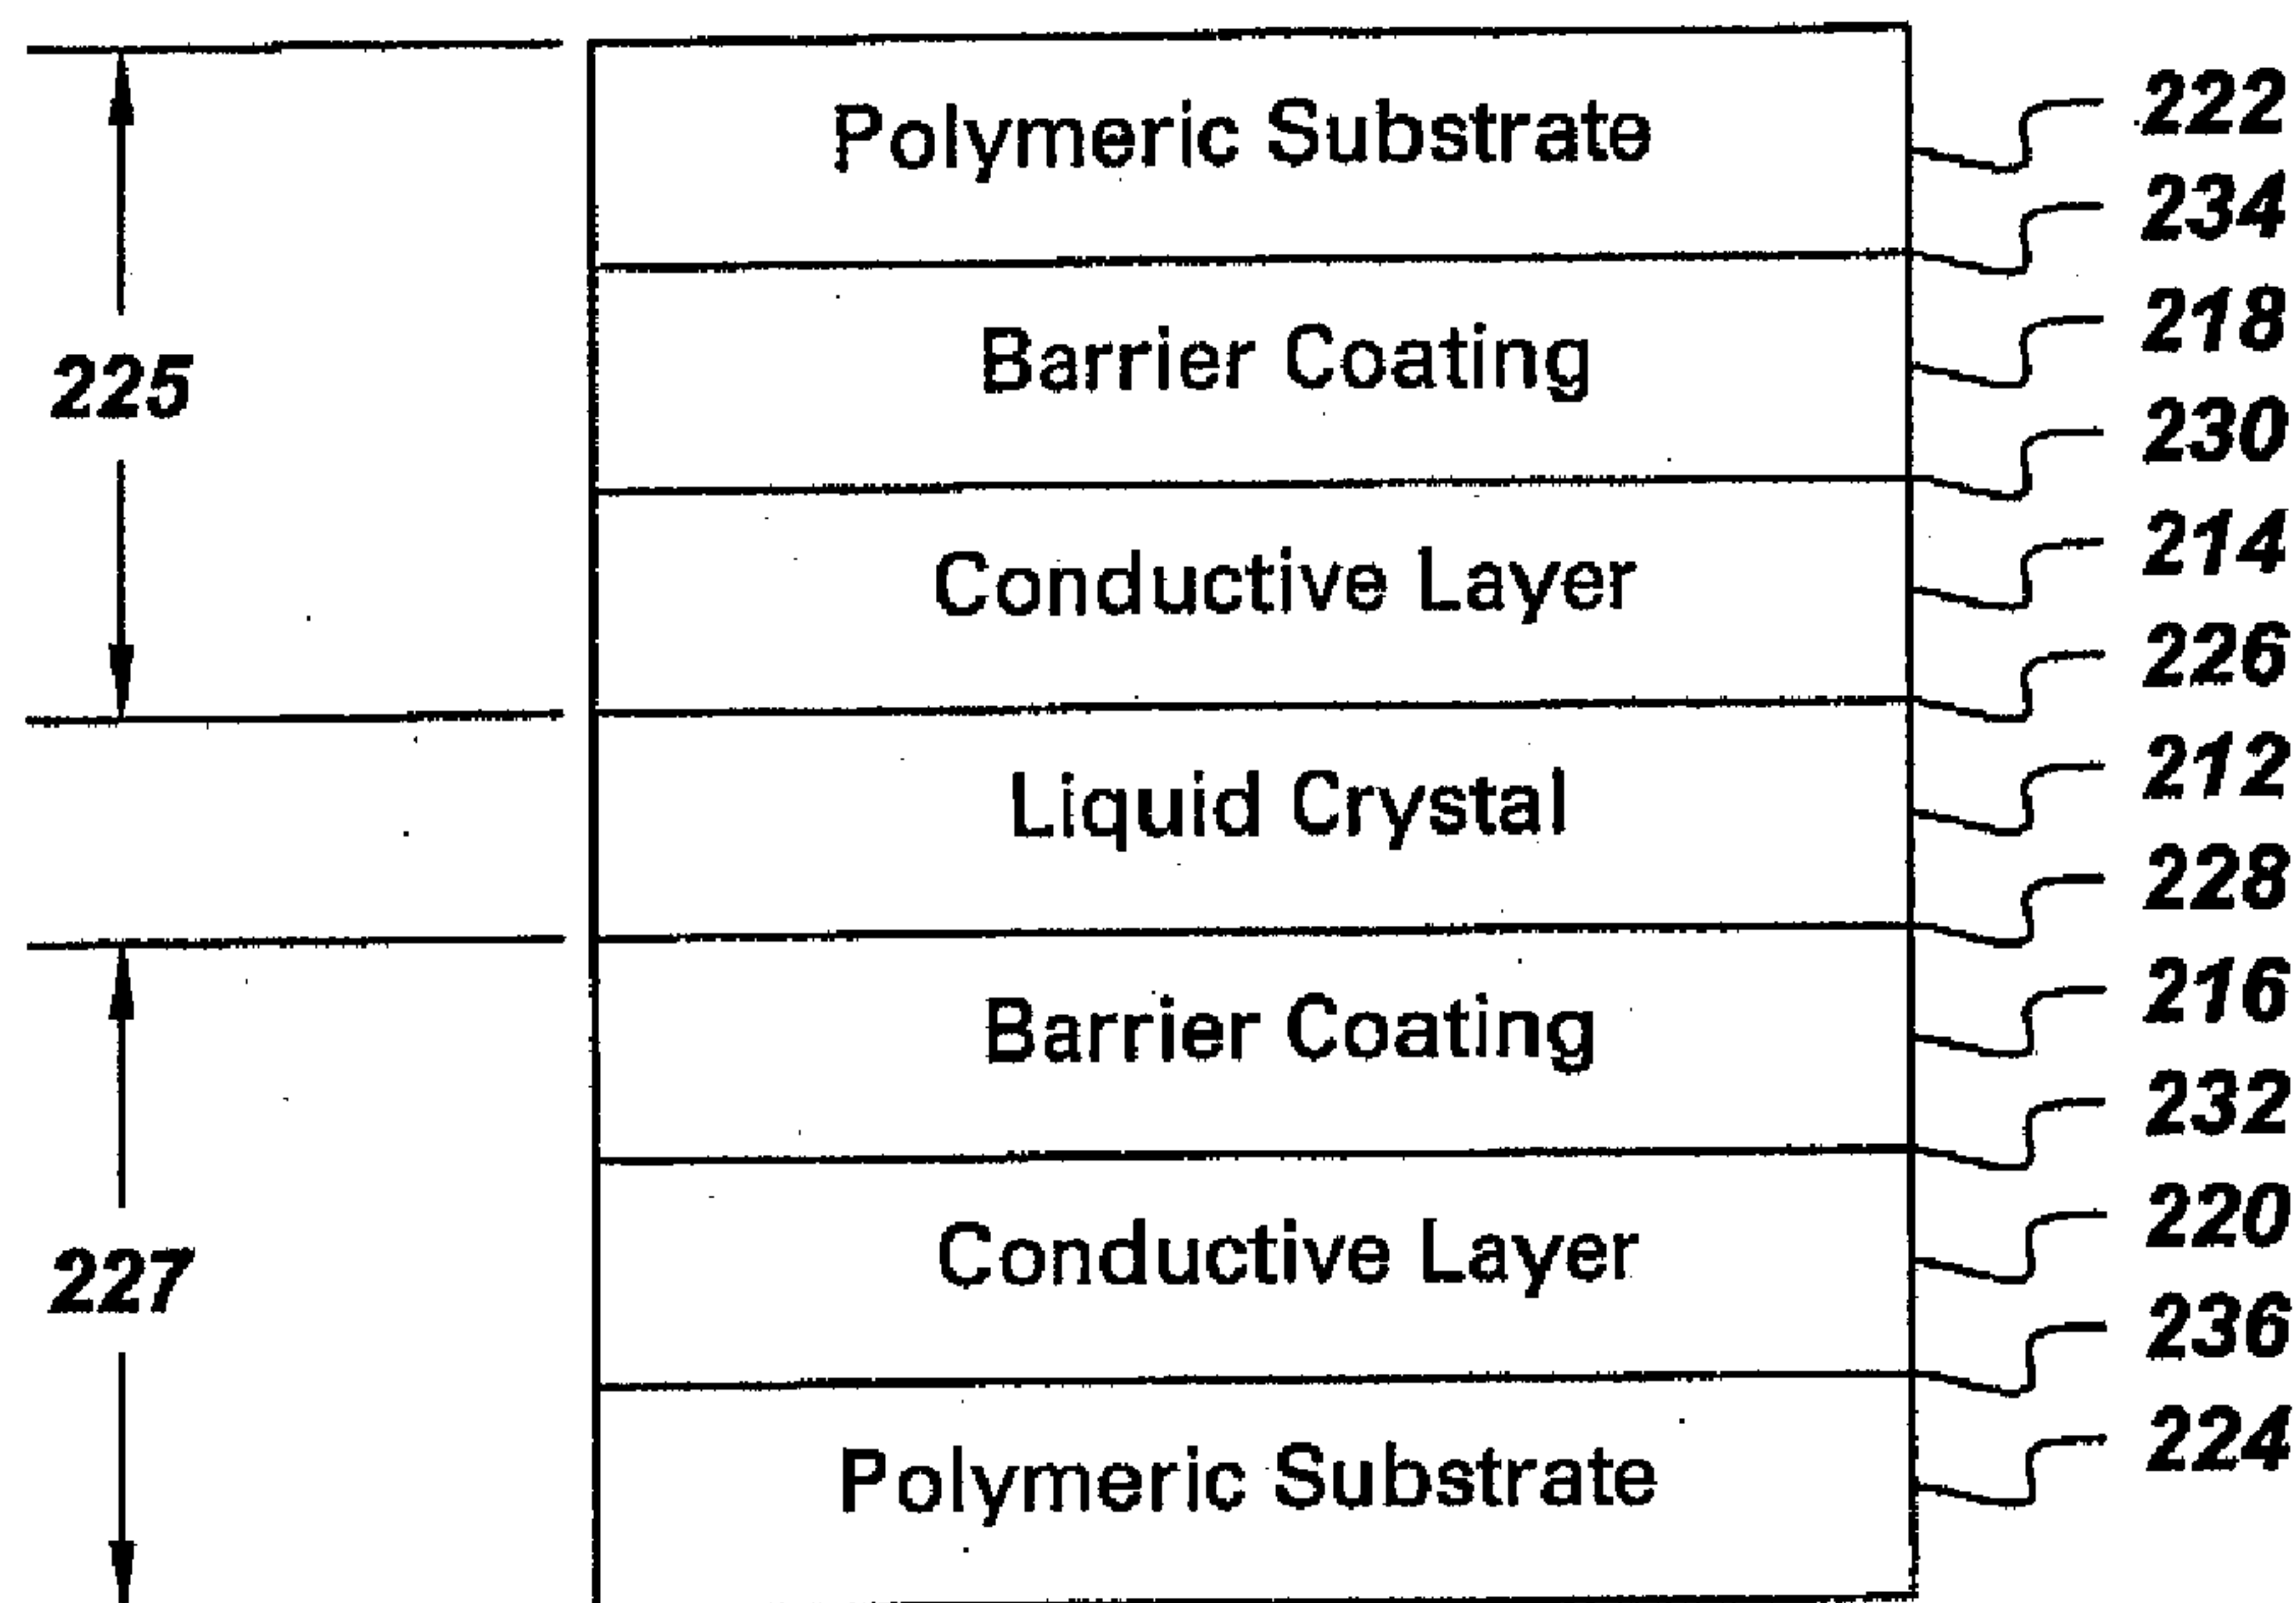 Polymeric Substrate
222
234
Barrier Coating
218
225
230
Conductive Layer
214
226
Liquid Crystal
212
228
Barrier Coating
216
232
Conductive Layer
220
227
236
Polymeric Substrate
224